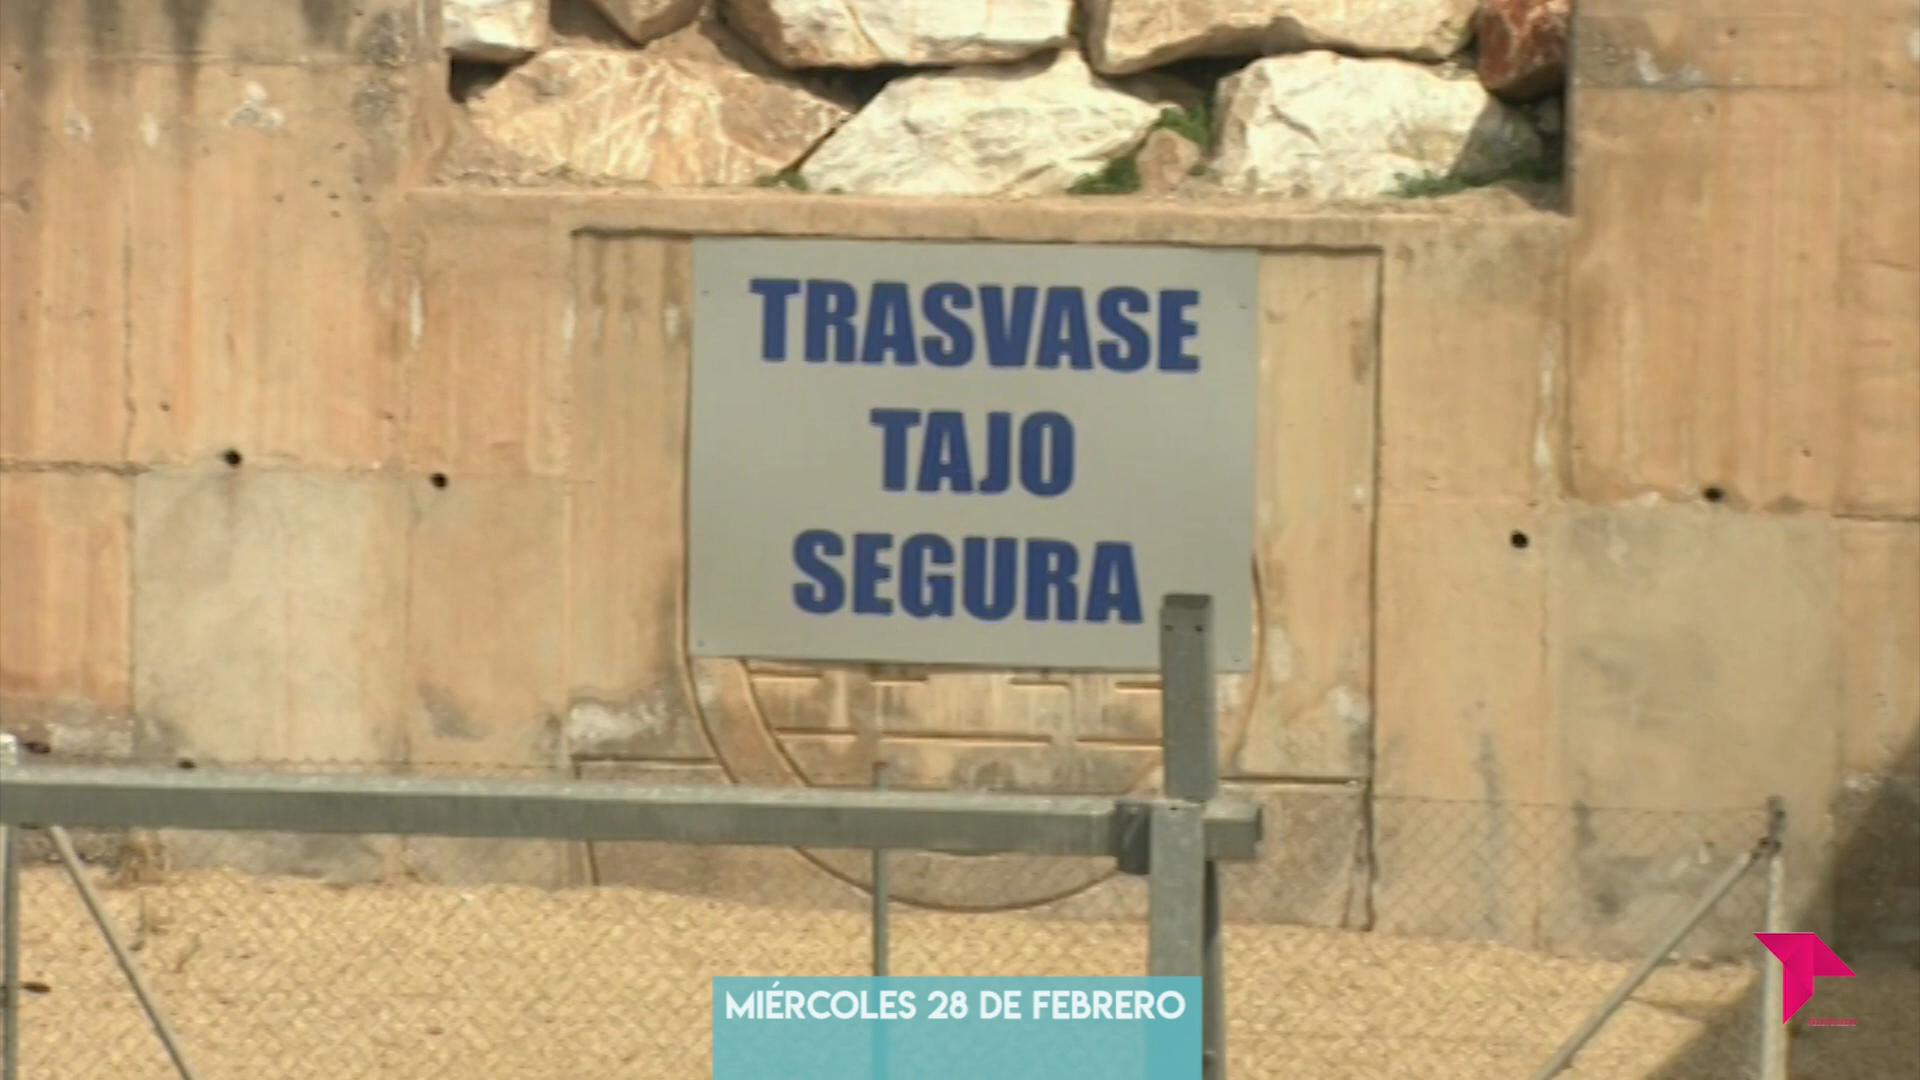 TRASVASE
TAJO
SEGURA
MIÉRCOLES 28 DE FEBRERO